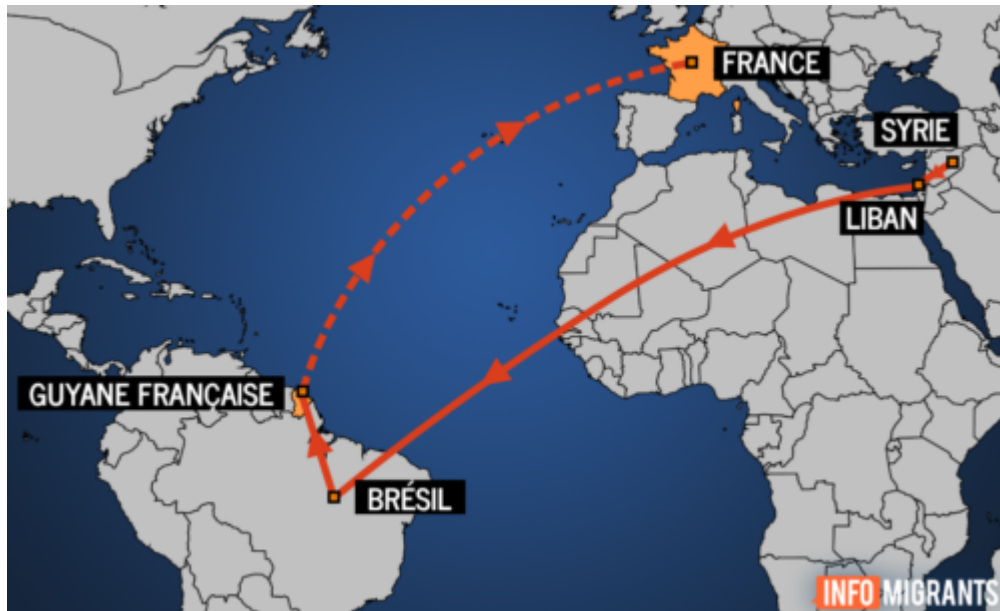 FRANCE
SYRIE
LIBAN
GUYANE FRANÇAISE
BRÉSIL
INFO MIGRANTS